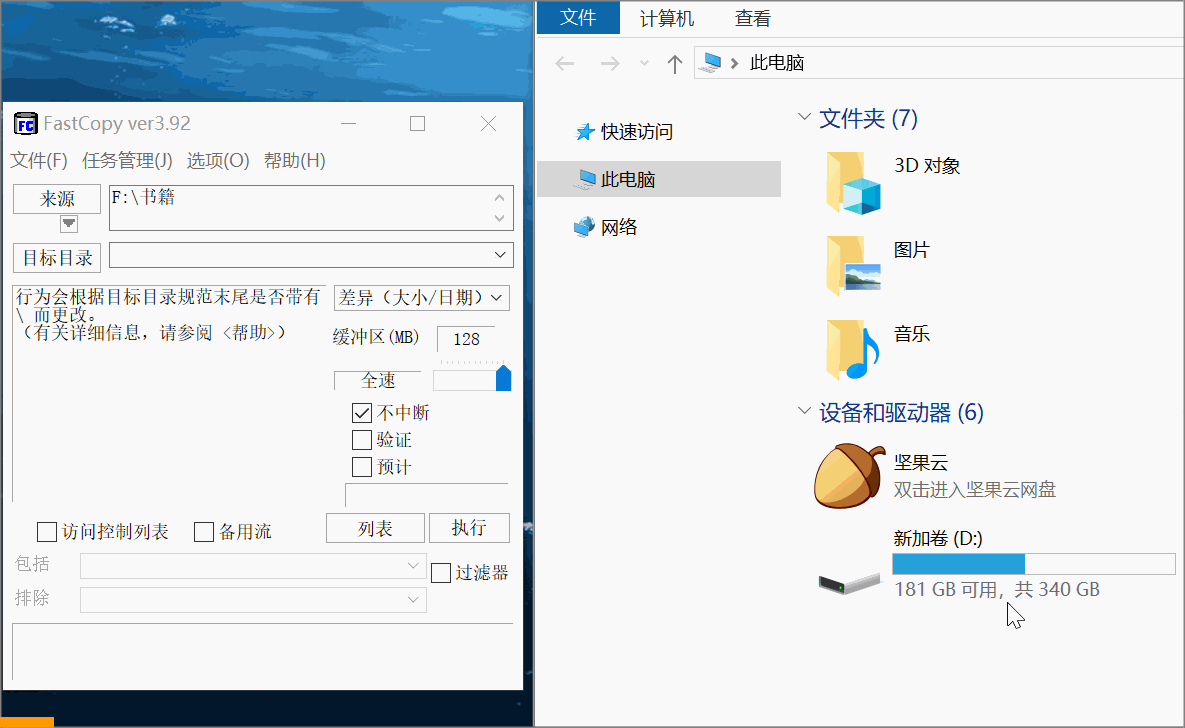 FC FastCopy ver3.92
文件(F) 任务管理(J) 选项(O) 帮助(H)
来源
F:\书籍
目标目录
行为会根据目标目录规范末尾是否带有
\ 而更改。
（有关详细信息，请参阅 <帮助>）
差异（大小/日期）
缓冲区(MB)
128
全速
不中断
验证
预计
访问控制列表
备用流
列表
执行
包括
过滤器
排除
文件
计算机
查看
此电脑
快速访问
此电脑
网络
文件夹 (7)
3D 对象
图片
音乐
设备和驱动器 (6)
坚果云
双击进入坚果云网盘
新加卷 (D:)
181 GB 可用，共 340 GB